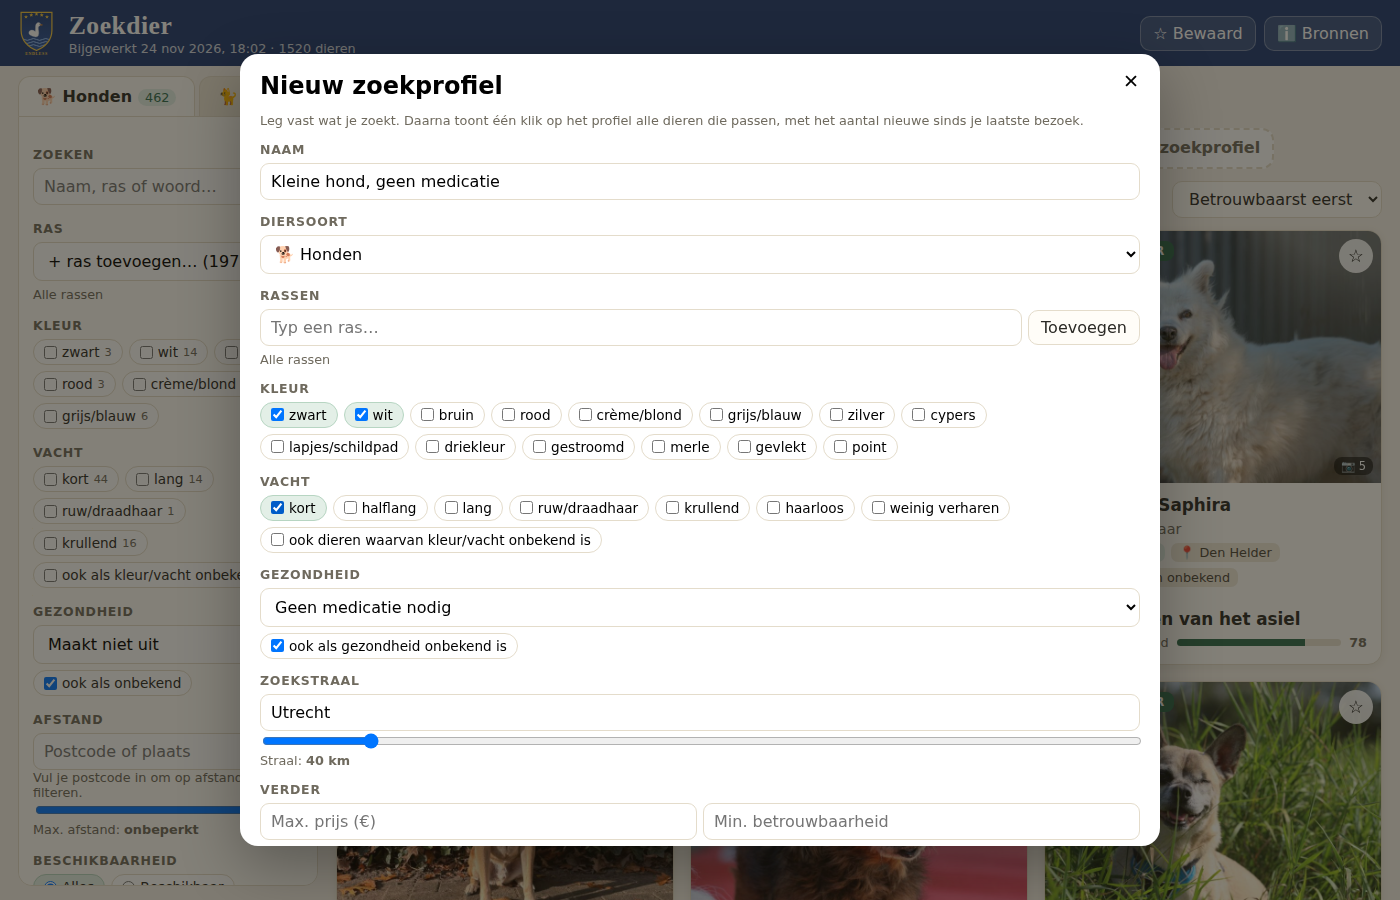 Zoekdier
Bijgewerkt 24 nov 2026, 18:02 · 1520 dieren
☆ Bewaard
ℹ️ Bronnen
🐕 Honden 462
ZOEKEN
Naam, ras of woord...
RAS
+ ras toevoegen... (197
Alle rassen
KLEUR
zwart 3
wit 14
rood 3
crème/blond
grijs/blauw 6
VACHT
kort 44
lang 14
ruw/draadhaar 1
krullend 16
ook als kleur/vacht onbeke
GEZONDHEID
Maakt niet uit
ook als onbekend
AFSTAND
Postcode of plaats
Vul je postcode in om op afstand
filteren.
Max. afstand: onbeperkt
BESCHIKBAARHEID
Alles
Beschikbaar
Nieuw zoekprofiel
✕
Leg vast wat je zoekt. Daarna toont één klik op het profiel alle dieren die passen, met het aantal nieuwe sinds je laatste bezoek.
NAAM
Kleine hond, geen medicatie
DIERSOORT
🐕 Honden
RASSEN
Typ een ras...
Toevoegen
Alle rassen
KLEUR
zwart
wit
bruin
rood
crème/blond
grijs/blauw
zilver
cypers
lapjes/schildpad
driekleur
gestroomd
merle
gevlekt
point
VACHT
kort
halflang
lang
ruw/draadhaar
krullend
haarloos
weinig verharen
ook dieren waarvan kleur/vacht onbekend is
GEZONDHEID
Geen medicatie nodig
ook als gezondheid onbekend is
ZOEKSTRAAL
Utrecht
Straal: 40 km
VERDER
Max. prijs (€)
Min. betrouwbaarheid
zoekprofiel
Betrouwbaarst eerst
☆
📷 5
Saphira
aar
📍 Den Helder
onbekend
n van het asiel
d
78
☆